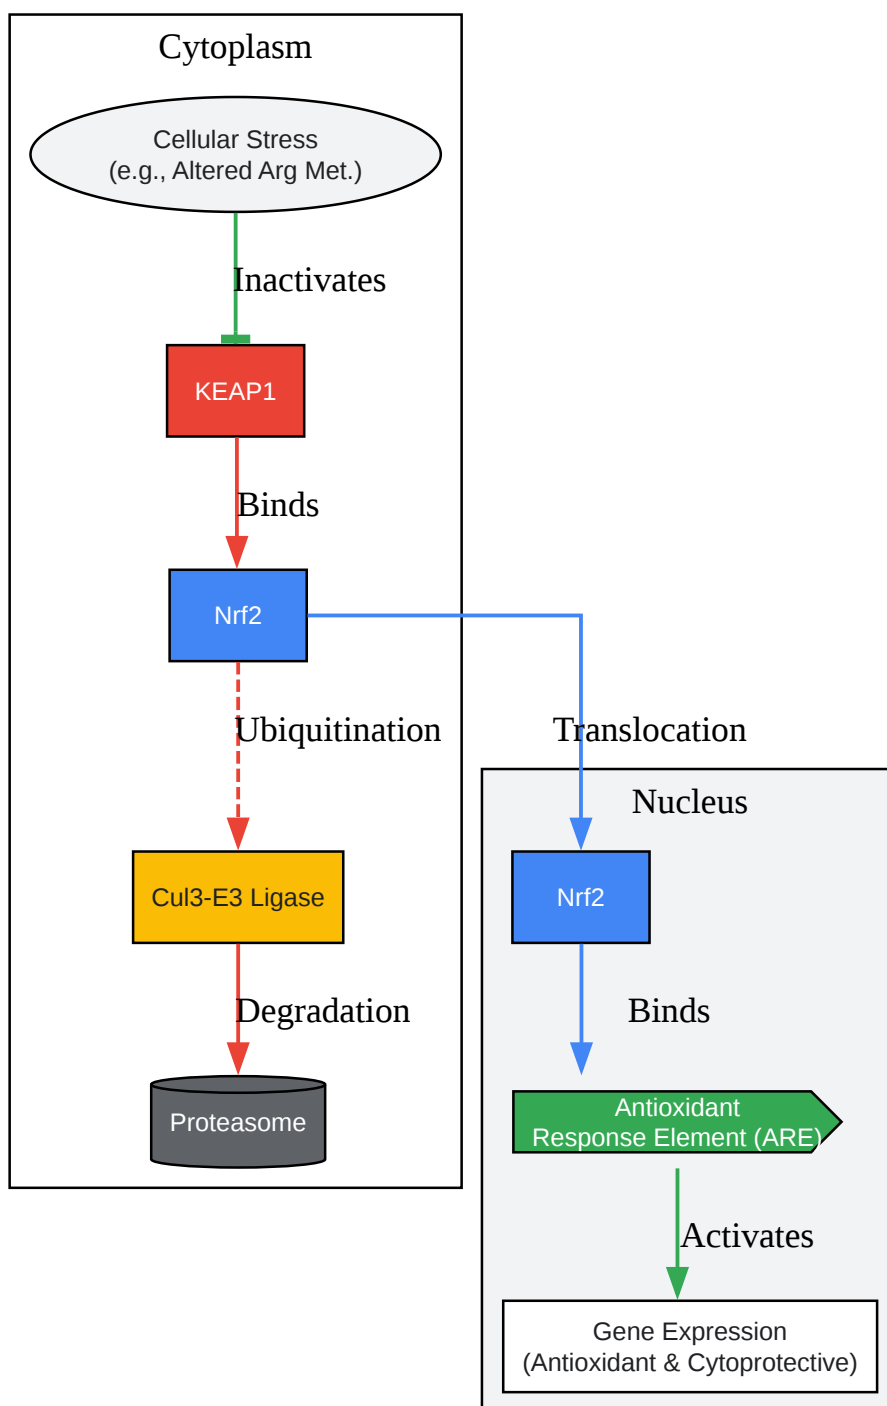 Cytoplasm
Cellular Stress
(e.g., Altered Arg Met.)
Inactivates
KEAP1
Binds
Nrf2
Ubiquitination
Cul3-E3 Ligase
Degradation
Proteasome
Translocation
Nucleus
Nrf2
Binds
Antioxidant
Response Element (ARE)
Activates
Gene Expression
(Antioxidant & Cytoprotective)